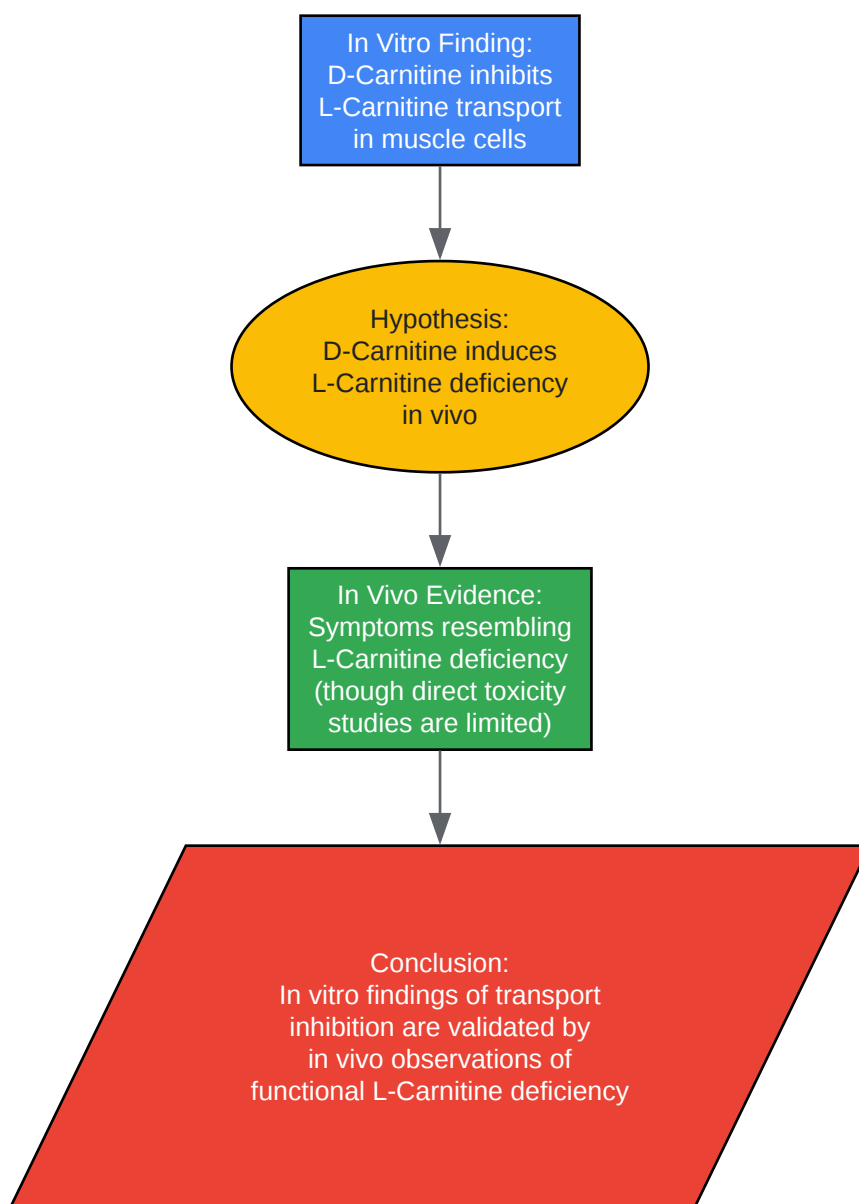 In Vitro Finding:
D-Carnitine inhibits
L-Carnitine transport
in muscle cells
Hypothesis:
D-Carnitine induces
L-Carnitine deficiency
in vivo
In Vivo Evidence:
Symptoms resembling
L-Carnitine deficiency
(though direct toxicity
studies are limited)
Conclusion:
In vitro findings of transport
inhibition are validated by
in vivo observations of
functional L-Carnitine deficiency